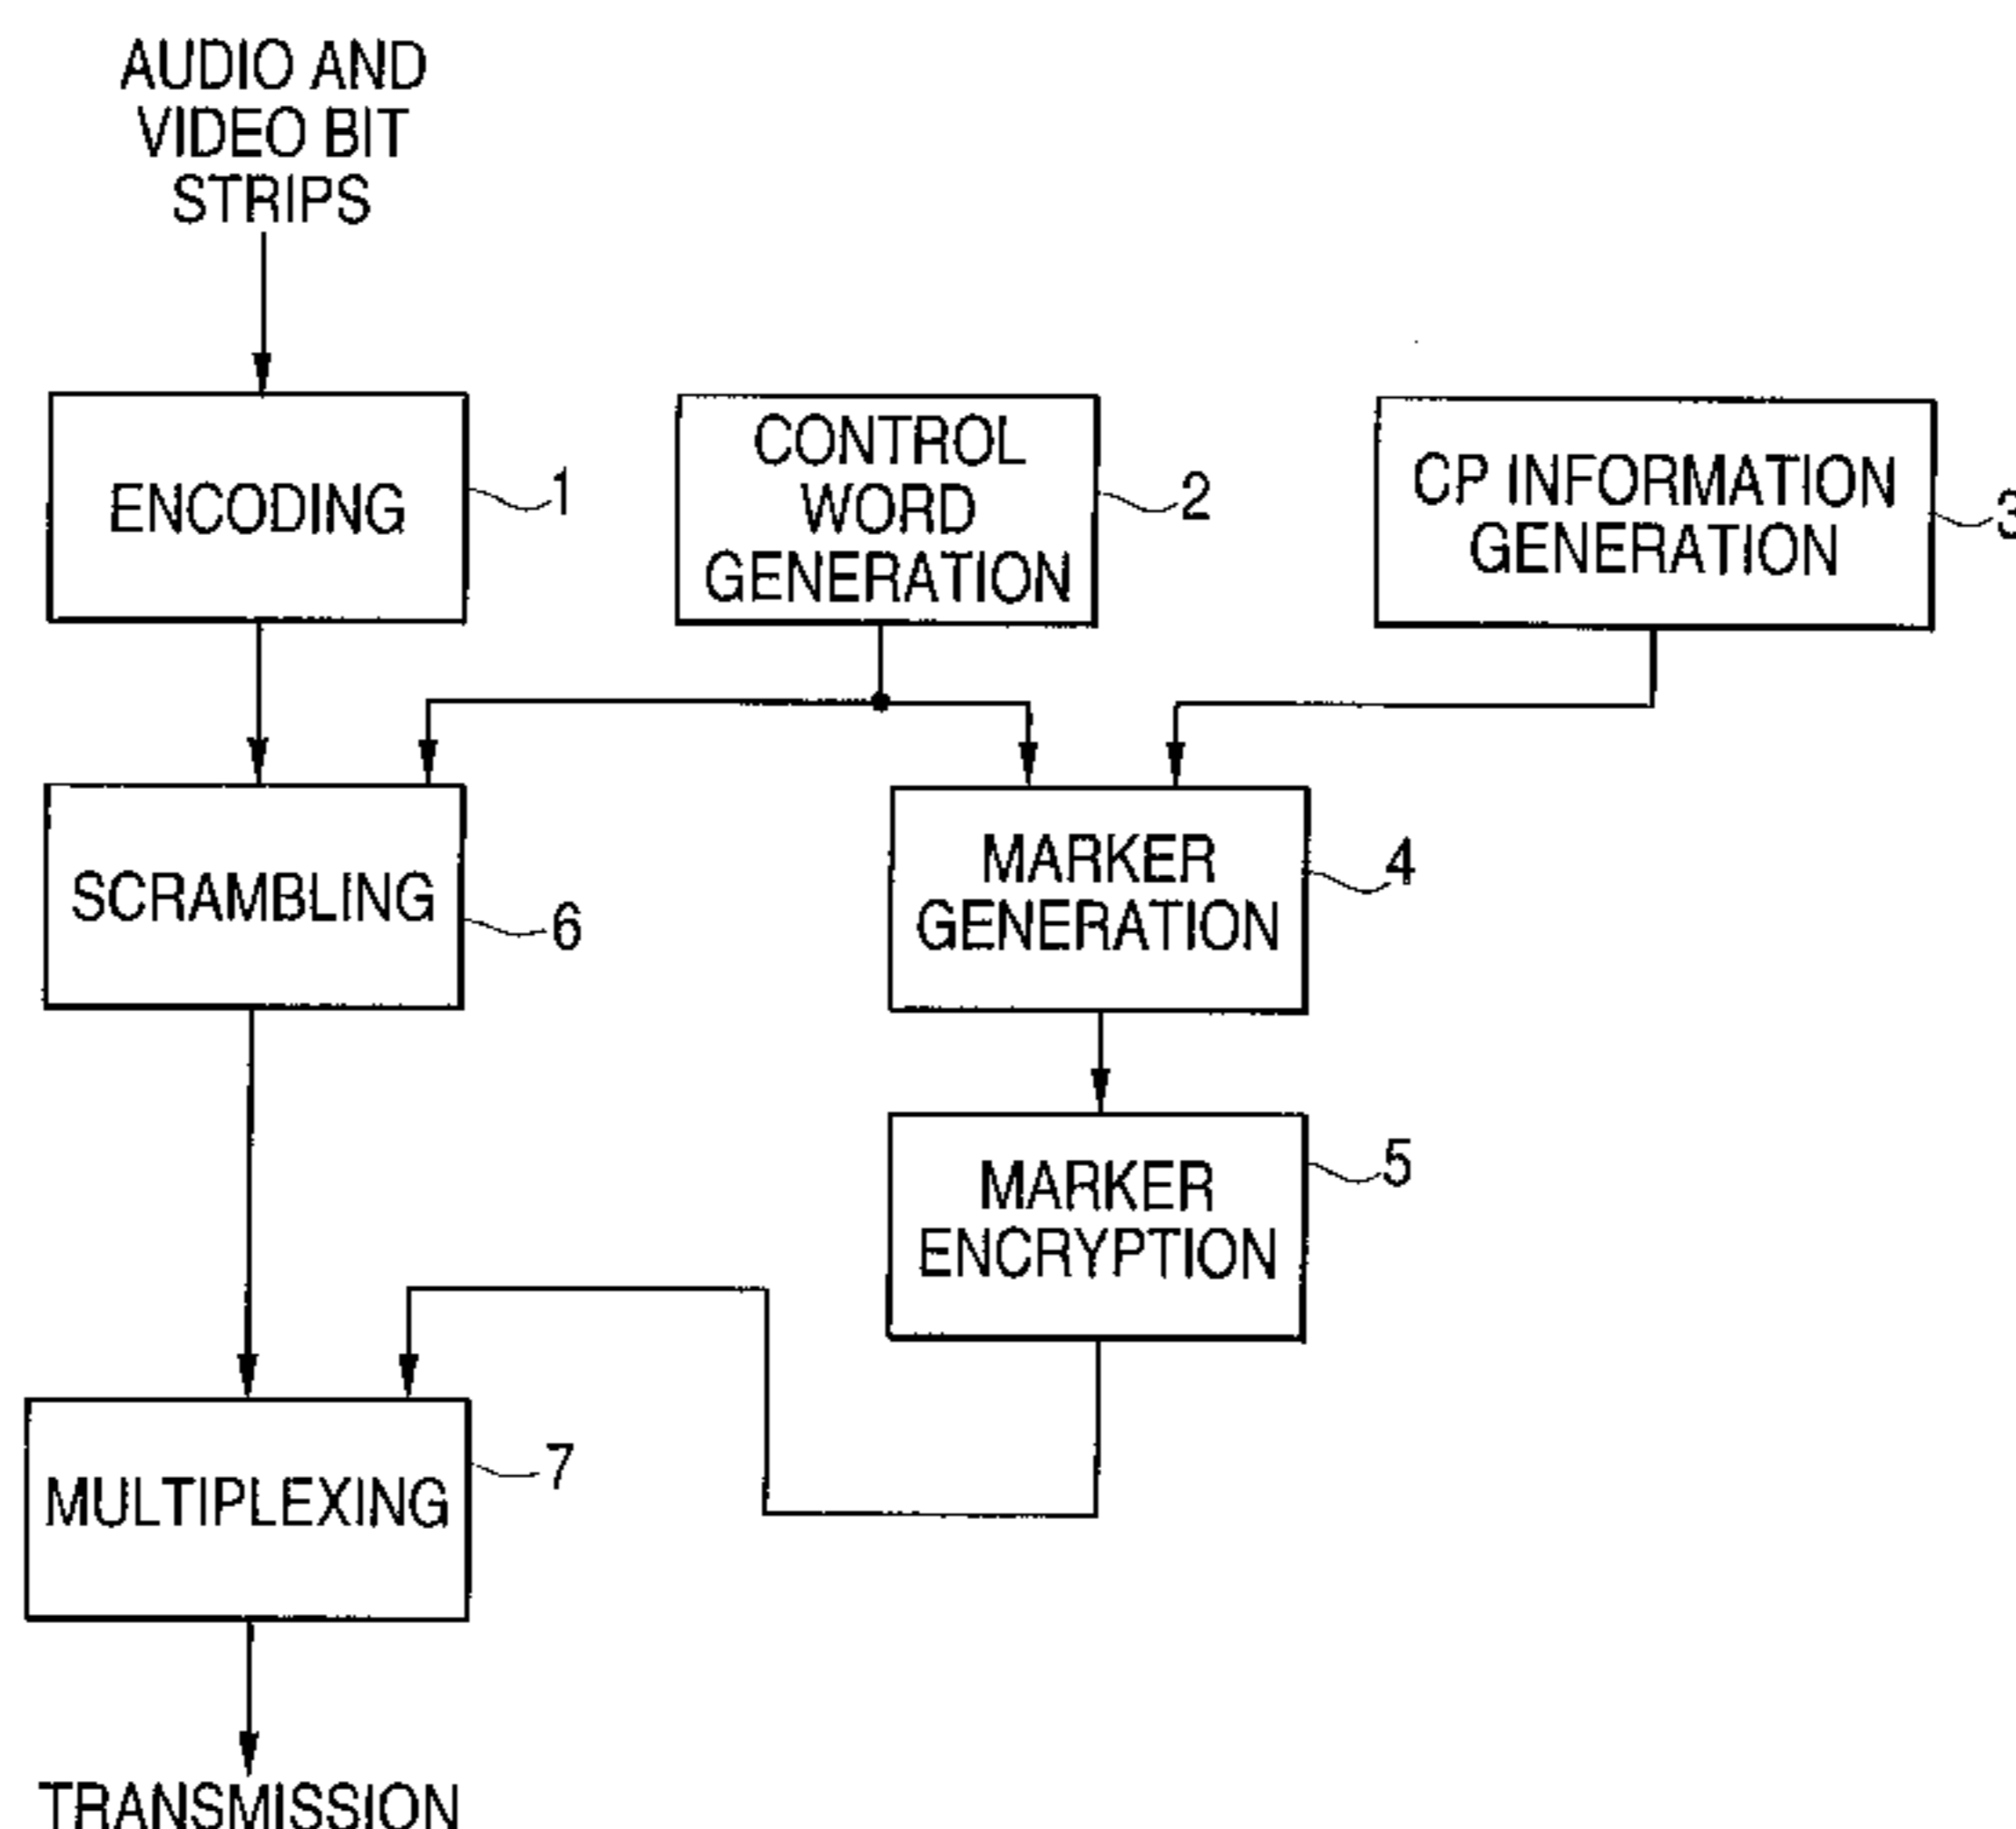 AUDIO AND
VIDEO BIT
STRIPS
ENCODING
1
CONTROL
WORD
GENERATION
2
CP INFORMATION
GENERATION
3
SCRAMBLING
6
MARKER
GENERATION
4
MARKER
ENCRYPTION
5
MULTIPLEXING
7
TRANSMISSION